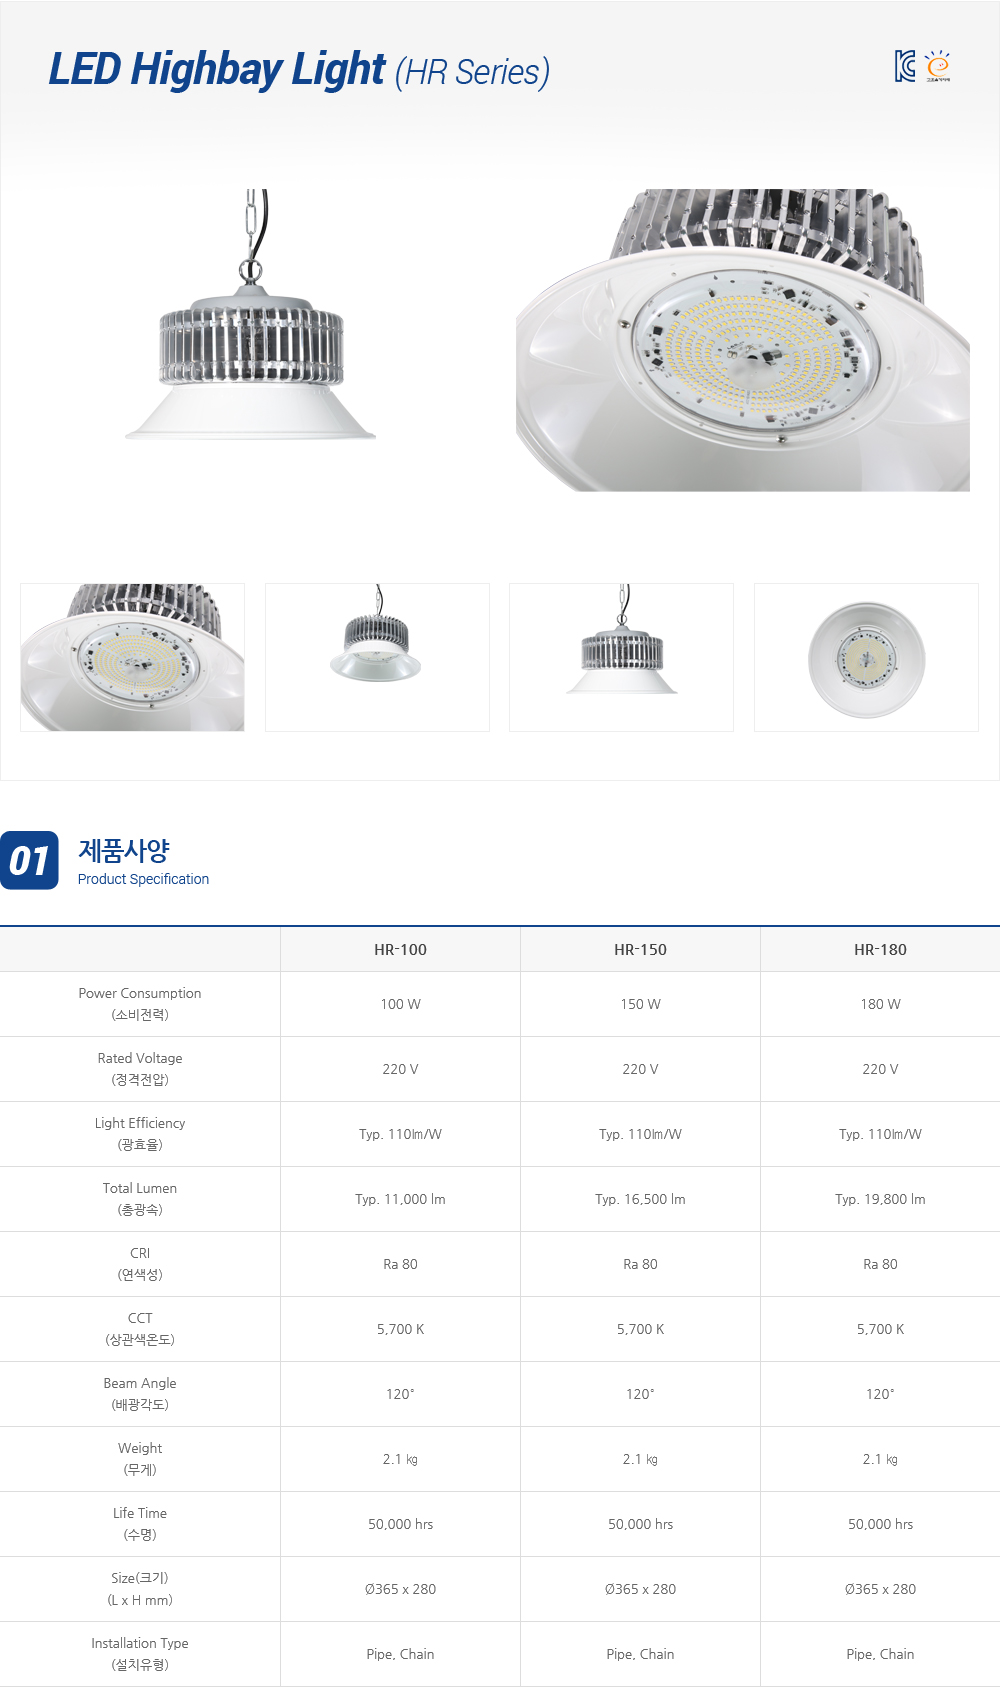 LED Highbay Light (HR Series)
고효율기자재
01
제품사양
Product Specification
HR-100 HR-150 HR-180
Power Consumption
(소비전력)
100 W 150 W 180 W
Rated Voltage
(정격전압)
220 V 220 V 220 V
Light Efficiency
(광효율)
Typ. 110㏐/W Typ. 110㏐/W Typ. 110㏐/W
Total Lumen
(총광속)
Typ. 11,000 lm Typ. 16,500 lm Typ. 19,800 lm
CRI
(연색성)
Ra 80 Ra 80 Ra 80
CCT
(상관색온도)
5,700 K 5,700 K 5,700 K
Beam Angle
(배광각도)
120° 120° 120°
Weight
(무게)
2.1 ㎏ 2.1 ㎏ 2.1 ㎏
Life Time
(수명)
50,000 hrs 50,000 hrs 50,000 hrs
Size(크기)
(L x H mm)
Ø365 x 280 Ø365 x 280 Ø365 x 280
Installation Type
(설치유형)
Pipe, Chain Pipe, Chain Pipe, Chain